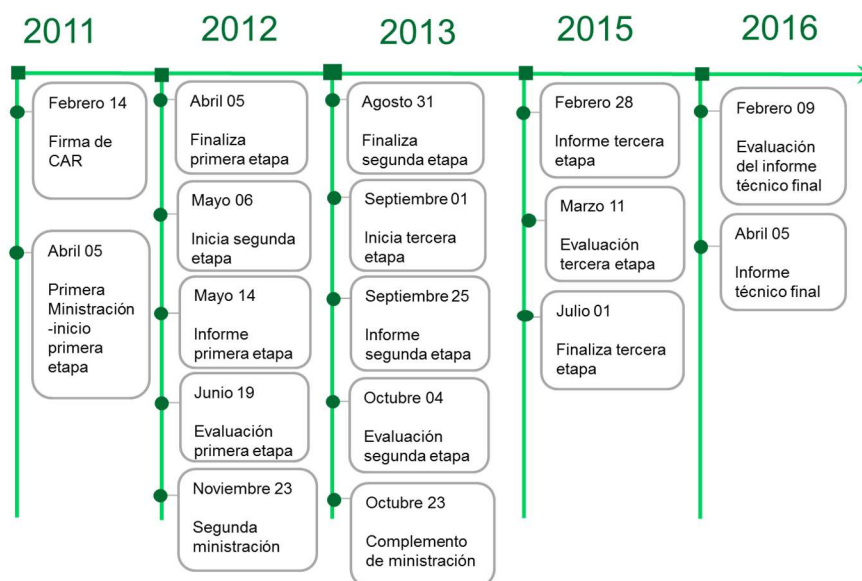 2011
2012
2013
2015
2016
Febrero 14
Firma de
CAR
Abril 05
Primera
Ministración
-inicio
primera
etapa
Abril 05
Finaliza
primera etapa
Mayo 06
Inicia segunda
etapa
Mayo 14
Informe
primera etapa
Junio 19
Evaluación
primera etapa
Noviembre 23
Segunda
ministración
Agosto 31
Finaliza
segunda etapa
Septiembre 01
Inicia tercera
etapa
Septiembre 25
Informe
segunda etapa
Octubre 04
Evaluación
segunda etapa
Octubre 23
Complemento
de ministración
Febrero 28
Informe tercera
etapa
Marzo 11
Evaluación
tercera etapa
Julio 01
Finaliza tercera
etapa
Febrero 09
Evaluación
del informe
técnico final
Abril 05
Informe
técnico final